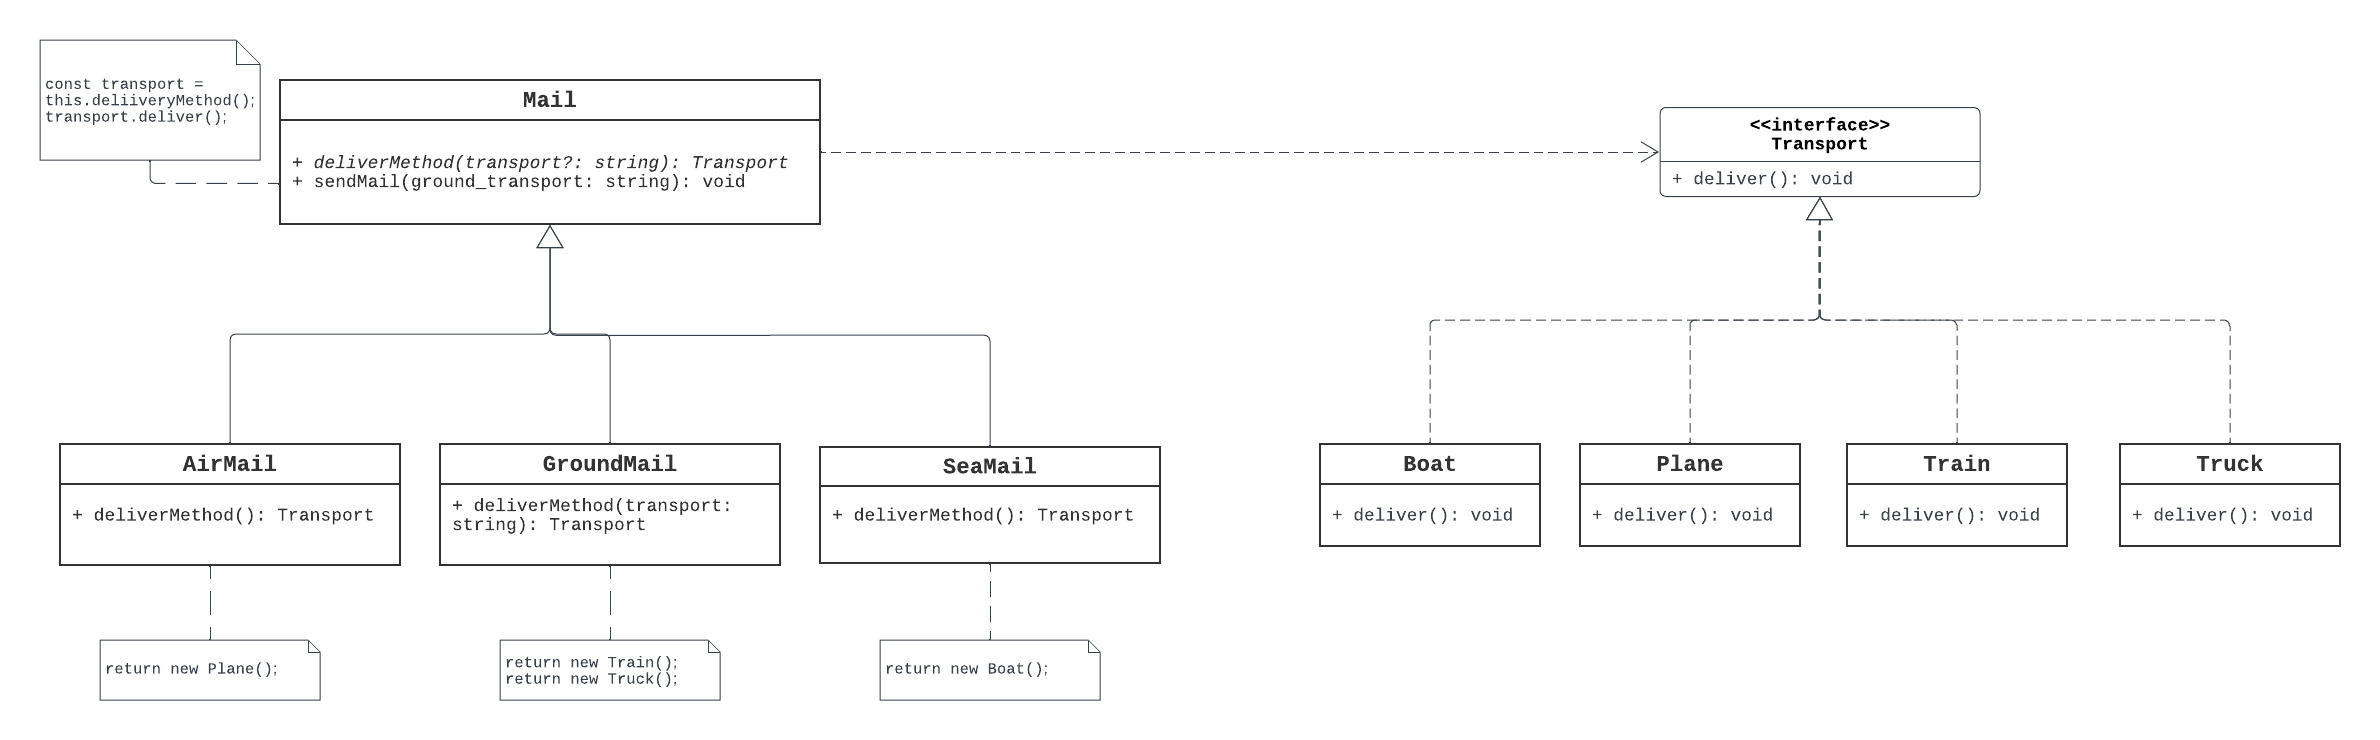 const transport =
this.deliiveryMethod();
transport.deliver();
Mail
+ deliverMethod(transport?: string): Transport
+ sendMail(ground_transport: string): void
<<interface>>
Transport
+ deliver(): void
AirMail
+ deliverMethod(): Transport
GroundMail
+ deliverMethod(transport:
string): Transport
SeaMail
+ deliverMethod(): Transport
Boat
+ deliver(): void
Plane
+ deliver(): void
Train
+ deliver(): void
Truck
+ deliver(): void
return new Plane();
return new Train();
return new Truck();
return new Boat();